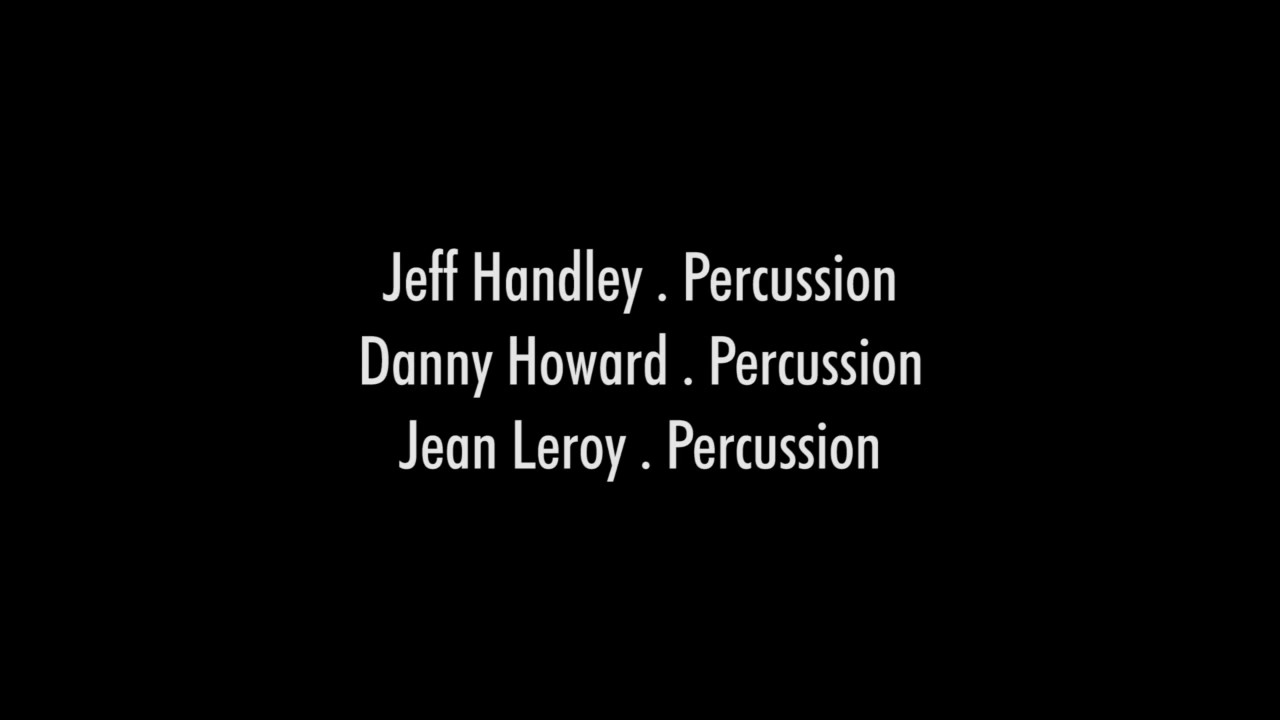 Jeff Handley . Percussion
Danny Howard . Percussion
Jean Leroy . Percussion